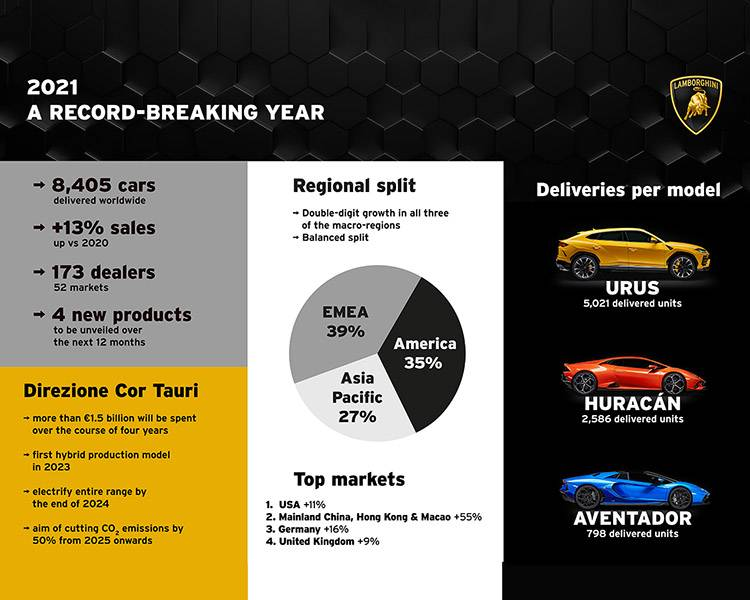 2021
A RECORD-BREAKING YEAR
LAMBORGHINI
→ 8,405 cars
delivered worldwide
→ +13% sales
up vs 2020
→ 173 dealers
52 markets
→ 4 new products
to be unveiled over
the next 12 months
Direzione Cor Tauri
→ more than €1.5 billion will be spent
over the course of four years
→ first hybrid production model
in 2023
→ electrify entire range by
the end of 2024
→ aim of cutting CO₂ emissions by
50% from 2025 onwards
Regional split
→ Double-digit growth in all three
of the macro-regions
→ Balanced split
EMEA
39%
America
35%
Asia
Pacific
27%
Top markets
1. USA +11%
2. Mainland China, Hong Kong & Macao +55%
3. Germany +16%
4. United Kingdom +9%
Deliveries per model
URUS
5,021 delivered units
HURACÁN
2,586 delivered units
AVENTADOR
798 delivered units